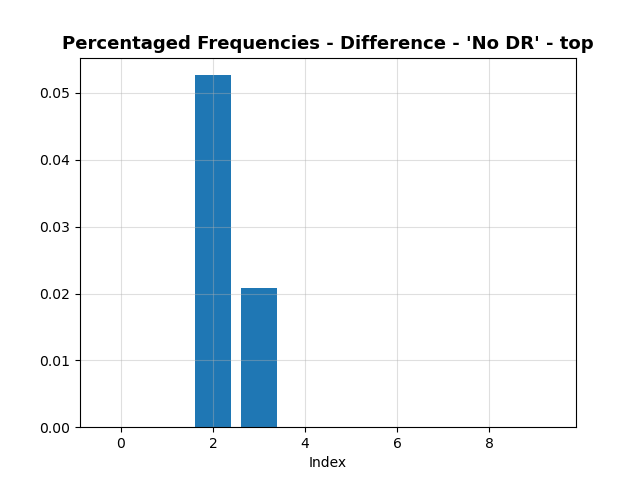 Percentaged Frequencies - Difference - 'No DR' - top
0.05
0.04
0.03
0.02
0.01
0.00
0 2 4 6 8
Index